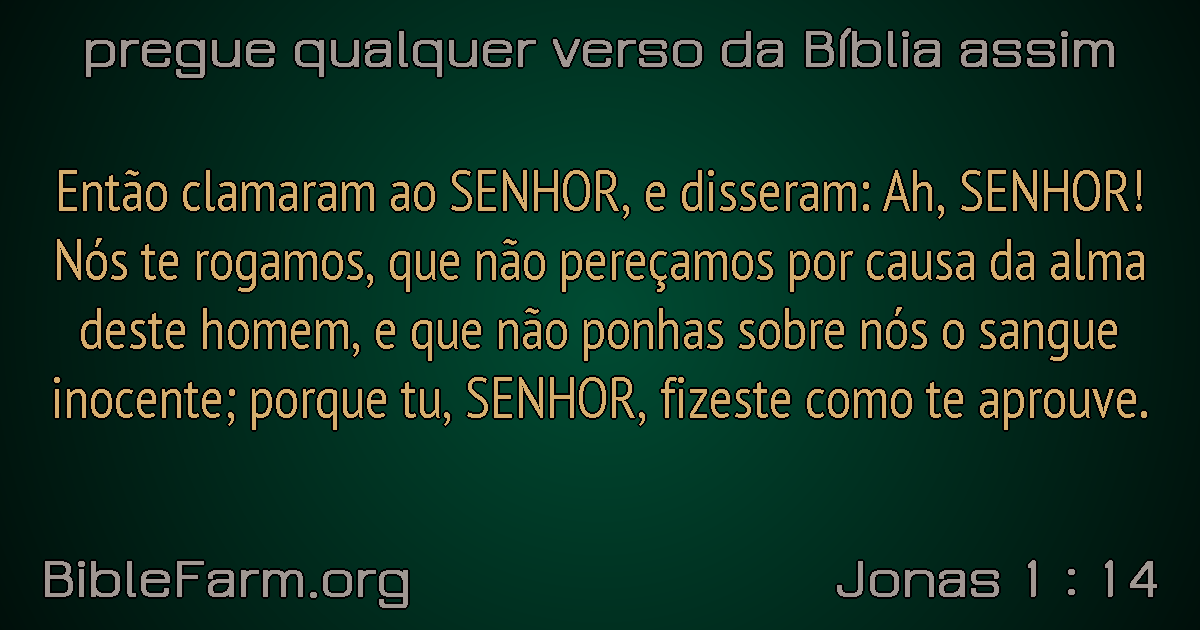 pregue qualquer verso da Bíblia assim
Então clamaram ao SENHOR, e disseram: Ah, SENHOR!
Nós te rogamos, que não pereçamos por causa da alma
deste homem, e que não ponhas sobre nós o sangue
inocente; porque tu, SENHOR, fizeste como te aprouve.
BibleFarm.org
Jonas 1 : 14